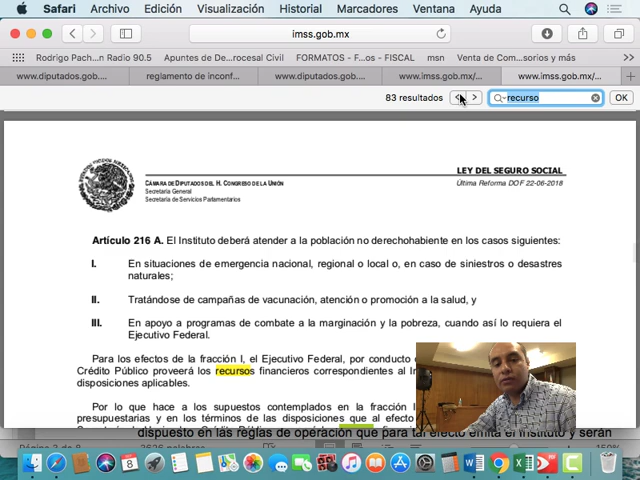 Safari Archivo Edición Visualización Historial Marcadores Ventana Ayuda
imss.gob.mx
Rodrigo Pach...n Radio 90.5 Apuntes de De...rocesal Civil FORMATOS - F...os - FISCAL msn Venta de Com...sorios y más
www.diputados.gob.... reglamento de inconf... www.diputados.gob.... www.imss.gob.mx/... www.imss.gob.mx/...
83 resultados recurso OK
CÁMARA DE DIPUTADOS DEL H. CONGRESO DE LA UNIÓN
Secretaría General
Secretaría de Servicios Parlamentarios
LEY DEL SEGURO SOCIAL
Última Reforma DOF 22-06-2018
Artículo 216 A. El Instituto deberá atender a la población no derechohabiente en los casos siguientes:
I. En situaciones de emergencia nacional, regional o local o, en caso de siniestros o desastres
naturales;
II. Tratándose de campañas de vacunación, atención o promoción a la salud, y
III. En apoyo a programas de combate a la marginación y la pobreza, cuando así lo requiera el
Ejecutivo Federal.
Para los efectos de la fracción I, el Ejecutivo Federal, por conducto
Crédito Público proveerá los recursos financieros correspondientes al
disposiciones aplicables.
Por lo que hace a los supuestos contemplados en la fracción
presupuestarias y en los términos de las disposiciones que al efecto
dispuesto en las reglas de operación que para tal efecto emita el Instituto y serán